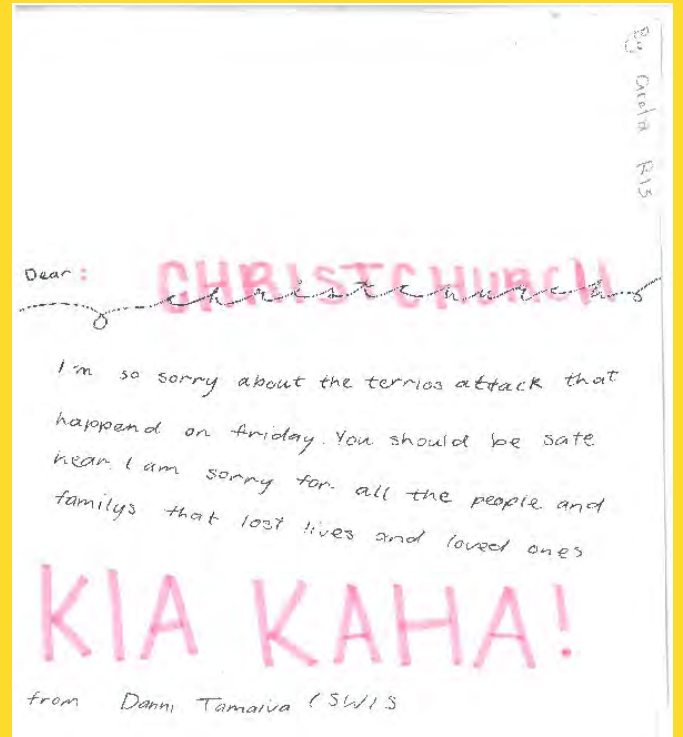 By Greta R15
Dear :
CHRISTCHURCH
christchurch
I'm so sorry about the terrios attack that
happend on friday. You should be safe
hear. I am sorry for all the people and
familys that lost lives and loved ones
KIA KAHA!
from Danni Tamaiva (SWIS